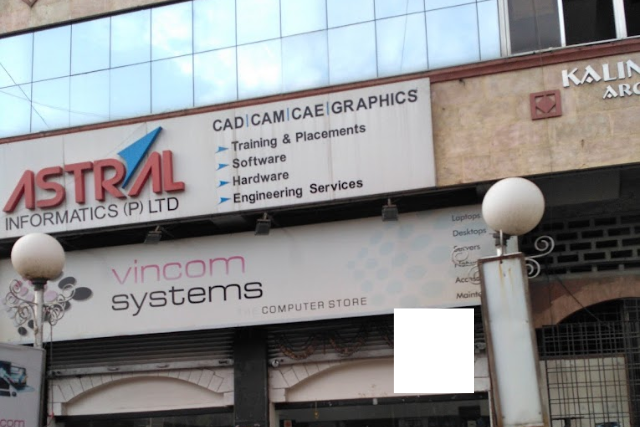 KALIN
ARC
CAD|CAM|CAE|GRAPHICS
Training & Placements
Software
Hardware
Engineering Services
ASTRAL
INFORMATICS (P) LTD
vincom
systems
THE COMPUTER STORE
Laptops
Desktops
Servers